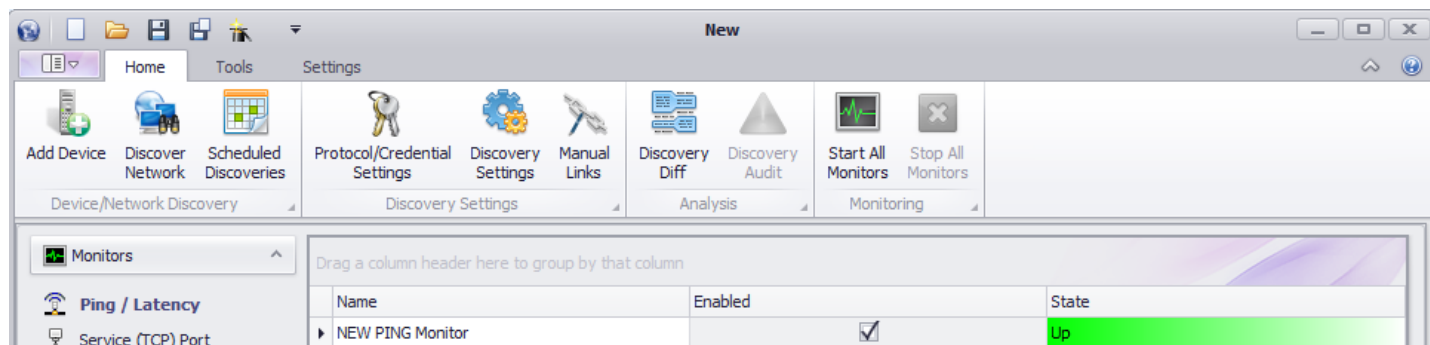 New
Home Tools Settings
Add Device Discover Network Scheduled Discoveries Protocol/Credential Settings Discovery Settings Manual Links Discovery Diff Discovery Audit Start All Monitors Stop All Monitors
Device/Network Discovery Discovery Settings Analysis Monitoring
Monitors
Drag a column header here to group by that column
Ping / Latency
Name Enabled State
Service (TCP) Port
NEW PING Monitor Up